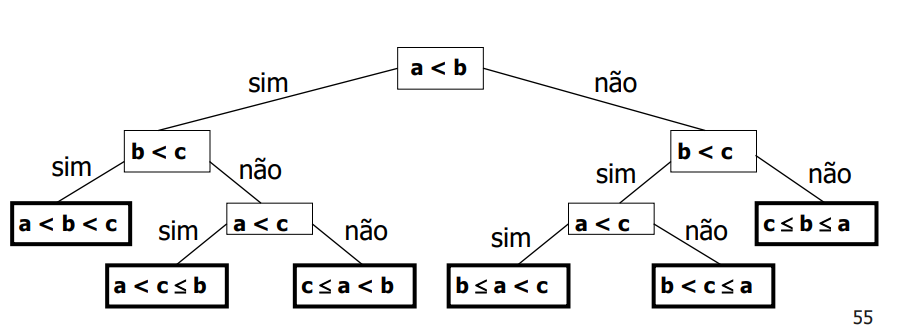 a < b
sim
não
b < c
b < c
sim
não
sim
não
a < b < c
a < c
a < c
c ≤ b ≤ a
sim
não
sim
não
a < c ≤ b
c ≤ a < b
b ≤ a < c
b < c ≤ a
55